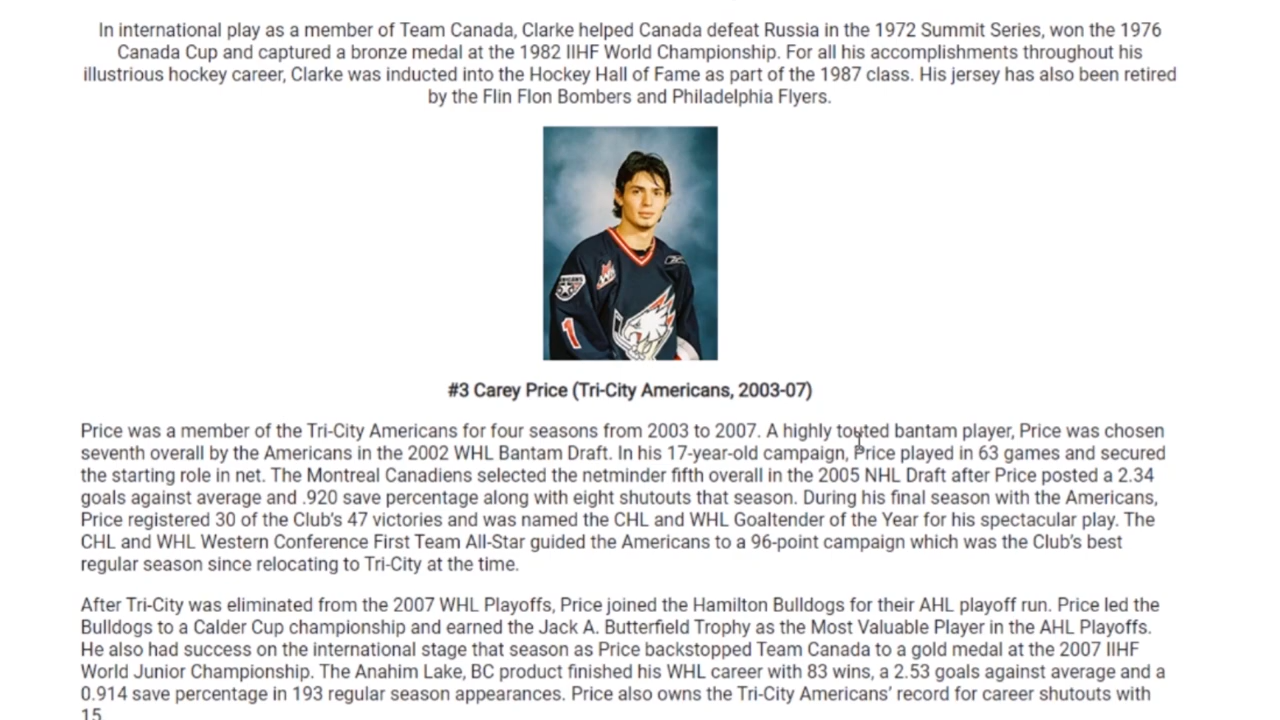 In international play as a member of Team Canada, Clarke helped Canada defeat Russia in the 1972 Summit Series, won the 1976
Canada Cup and captured a bronze medal at the 1982 IIHF World Championship. For all his accomplishments throughout his
illustrious hockey career, Clarke was inducted into the Hockey Hall of Fame as part of the 1987 class. His jersey has also been retired
by the Flin Flon Bombers and Philadelphia Flyers.
1
#3 Carey Price (Tri-City Americans, 2003-07)
Price was a member of the Tri-City Americans for four seasons from 2003 to 2007. A highly touted bantam player, Price was chosen
seventh overall by the Americans in the 2002 WHL Bantam Draft. In his 17-year-old campaign, Price played in 63 games and secured
the starting role in net. The Montreal Canadiens selected the netminder fifth overall in the 2005 NHL Draft after Price posted a 2.34
goals against average and .920 save percentage along with eight shutouts that season. During his final season with the Americans,
Price registered 30 of the Club's 47 victories and was named the CHL and WHL Goaltender of the Year for his spectacular play. The
CHL and WHL Western Conference First Team All-Star guided the Americans to a 96-point campaign which was the Club's best
regular season since relocating to Tri-City at the time.
After Tri-City was eliminated from the 2007 WHL Playoffs, Price joined the Hamilton Bulldogs for their AHL playoff run. Price led the
Bulldogs to a Calder Cup championship and earned the Jack A. Butterfield Trophy as the Most Valuable Player in the AHL Playoffs.
He also had success on the international stage that season as Price backstopped Team Canada to a gold medal at the 2007 IIHF
World Junior Championship. The Anahim Lake, BC product finished his WHL career with 83 wins, a 2.53 goals against average and a
0.914 save percentage in 193 regular season appearances. Price also owns the Tri-City Americans' record for career shutouts with
15